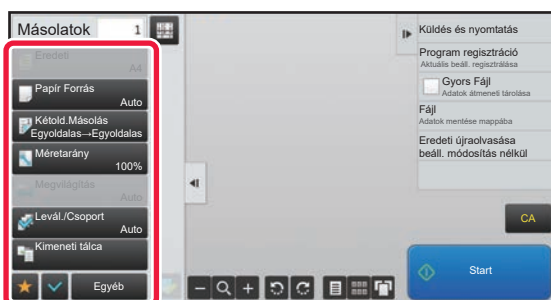 Másolatok 1
Eredeti
A4
Papír Forrás
Auto
Kétold.Másolás
Egyoldalas→Egyoldalas
Méretarány
100%
Megvilágítás
Auto
Levál./Csoport
Auto
Kimeneti tálca
Egyéb
Küldés és nyomtatás
Program regisztráció
Aktuális beáll. regisztrálása
Gyors Fájl
Adatok átmeneti tárolása
Fájl
Adatok mentése mappába
Eredeti újraolvasása
beáll. módosítás nélkül
CA
Start